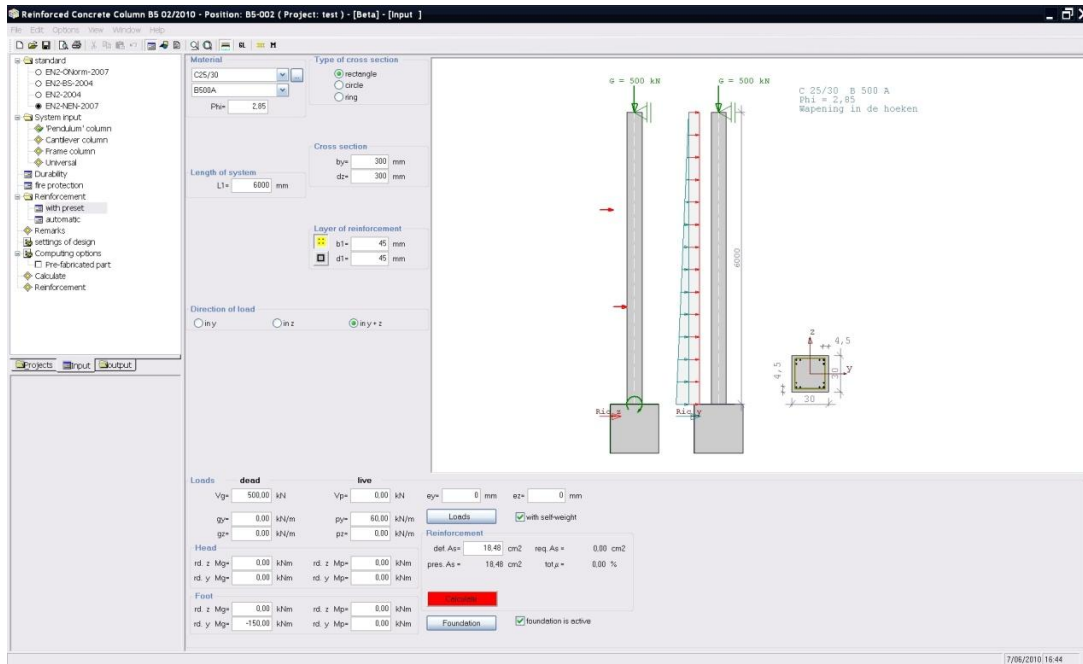 Reinforced Concrete Column B5 02/2010 - Position: B5-002 ( Project: test ) - [Beta] - [Input ]
File Edit Options View Window Help
GL M
standard
EN2-ONorm-2007
EN2-BS-2004
EN2-2004
EN2-NEN-2007
System input
'Pendulum' column
Cantilever column
Frame column
Universal
Durability
fire protection
Reinforcement
with preset
automatic
Remarks
settings of design
Computing options
Pre-fabricated part
Calculate
Reinforcement
Projects Input output
Material
C25/30 ...
B500A
Phi= 2.85
Type of cross section
rectangle
circle
ring
Cross section
by= 300 mm
dz= 300 mm
Length of system
L1= 6000 mm
Layer of reinforcement
b1= 45 mm
d1= 45 mm
Direction of load
in y in z in y + z
G = 500 kN G = 500 kN
C 25/30 B 500 A
Phi = 2,85
Wapening in de hoeken
6000
z
4,5
y
4,5
30
30
Ric z Ric y
Loads dead live
Vg= 500.00 kN Vp= 0.00 kN ey= 0 mm ez= 0 mm
gy= 0.00 kN/m py= 60.00 kN/m Loads with self-weight
gz= 0.00 kN/m pz= 0.00 kN/m
Reinforcement
def. As= 18,48 cm2 req. As = 0,00 cm2
pres. As = 18,48 cm2 tot μ = 0,00 %
Head
rd. z Mg= 0.00 kNm rd. z Mp= 0.00 kNm
rd. y Mg= 0.00 kNm rd. y Mp= 0.00 kNm
Calculate
Foot
rd. z Mg= 0.00 kNm rd. z Mp= 0.00 kNm
rd. y Mg= -150.00 kNm rd. y Mp= 0.00 kNm
Foundation foundation is active
7/06/2010 16:44